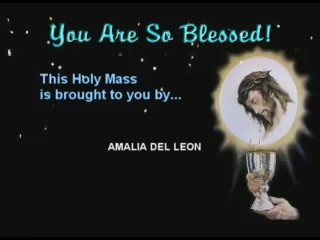 You Are So Blessed!
This Holy Mass
is brought to you by...
AMALIA DEL LEON